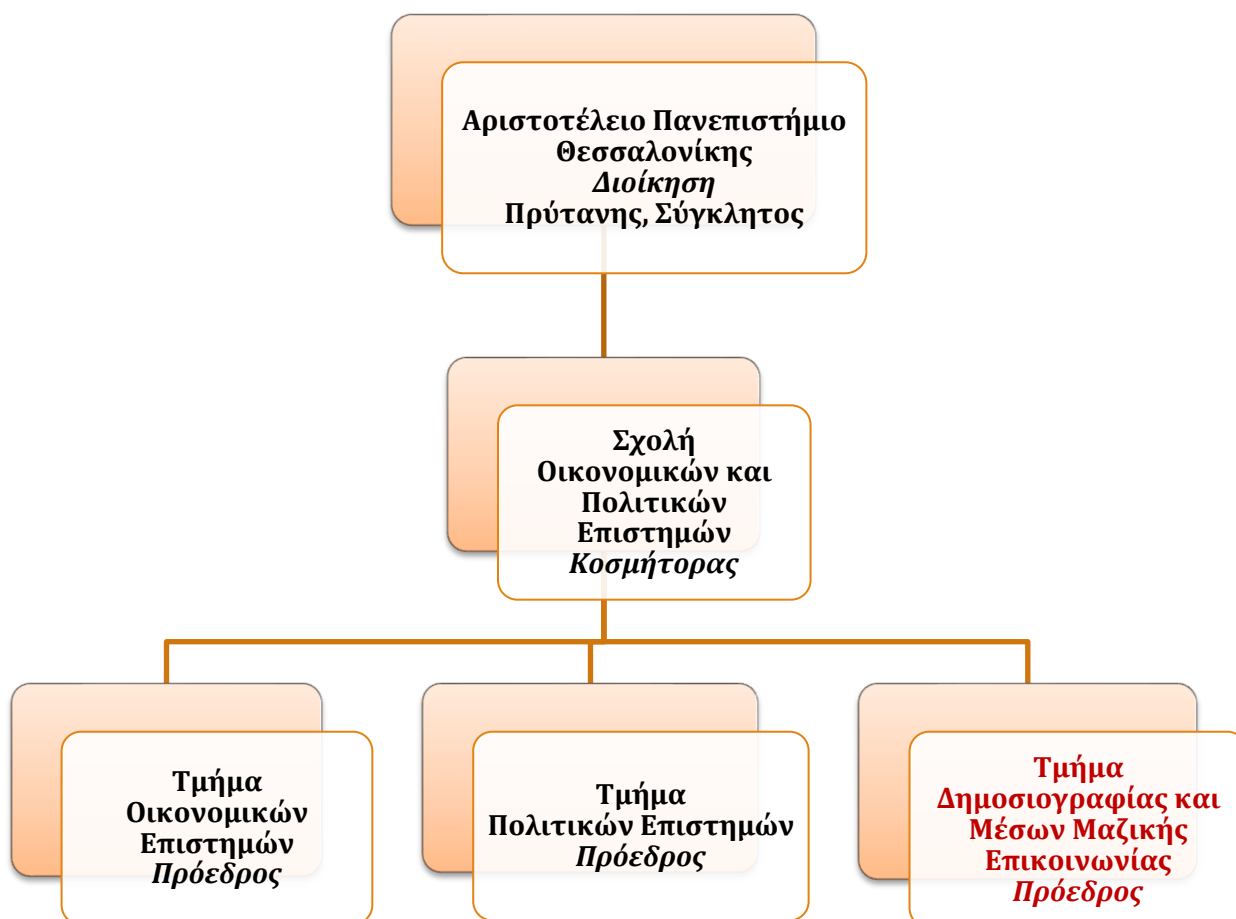 Αριστοτέλειο Πανεπιστήμιο
Θεσσαλονίκης
Διοίκηση
Πρύτανης, Σύγκλητος
Σχολή
Οικονομικών και
Πολιτικών
Επιστημών
Κοσμήτορας
Τμήμα
Οικονομικών
Επιστημών
Πρόεδρος
Τμήμα
Πολιτικών Επιστημών
Πρόεδρος
Τμήμα
Δημοσιογραφίας και
Μέσων Μαζικής
Επικοινωνίας
Πρόεδρος